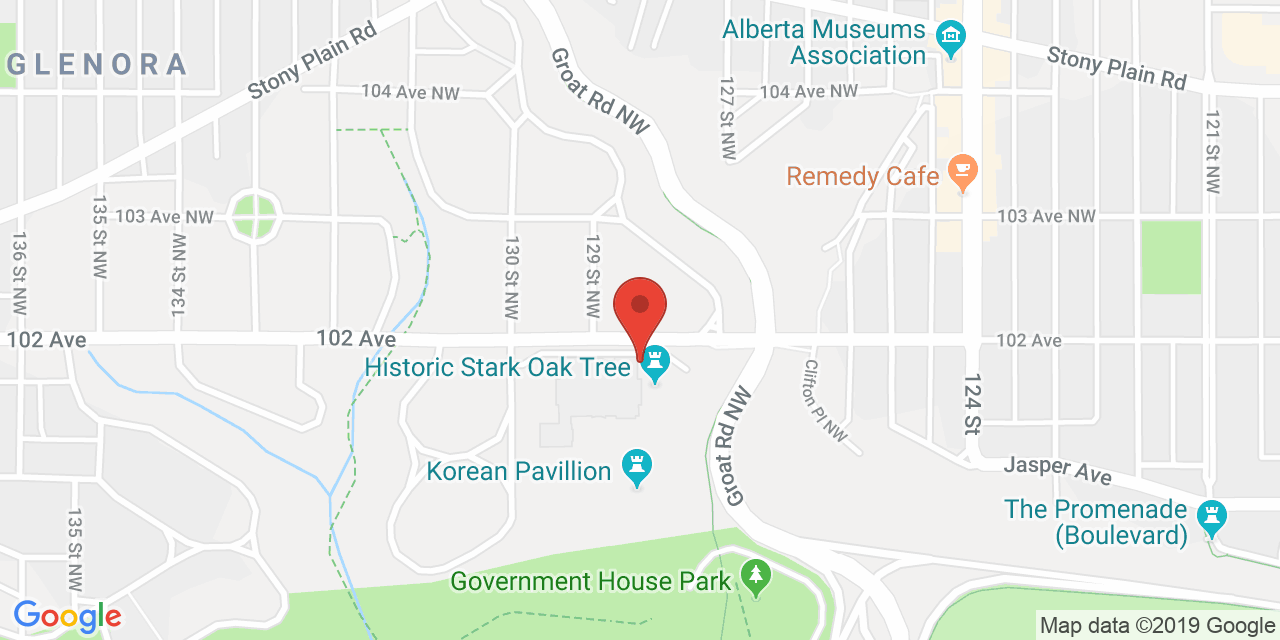 Alberta Museums
Association
GLENORA
Stony Plain Rd
Groat Rd NW
Stony Plain Rd
104 Ave NW
127 St NW
104 Ave NW
121 St NW
Remedy Cafe
135 St NW
103 Ave NW
103 Ave NW
136 St NW
134 St NW
130 St NW
129 St NW
102 Ave
102 Ave
102 Ave
Historic Stark Oak Tree
Clifton Pl NW
124 St
Groat Rd NW
Korean Pavillion
Jasper Ave
The Promenade
(Boulevard)
135 St NW
Government House Park
Google
Map data ©2019 Google